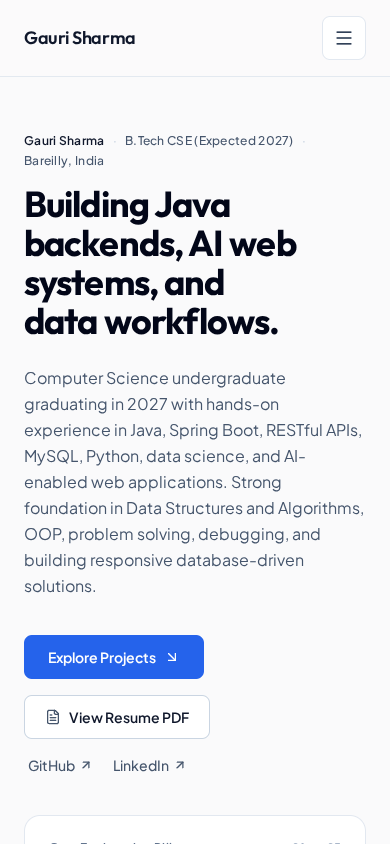 Gauri Sharma
Gauri Sharma · B.Tech CSE (Expected 2027) ·
Bareilly, India
Building Java
backends, AI web
systems, and
data workflows.
Computer Science undergraduate
graduating in 2027 with hands-on
experience in Java, Spring Boot, RESTful APIs,
MySQL, Python, data science, and AI-
enabled web applications. Strong
foundation in Data Structures and Algorithms,
OOP, problem solving, debugging, and
building responsive database-driven
solutions.
Explore Projects
View Resume PDF
GitHub LinkedIn